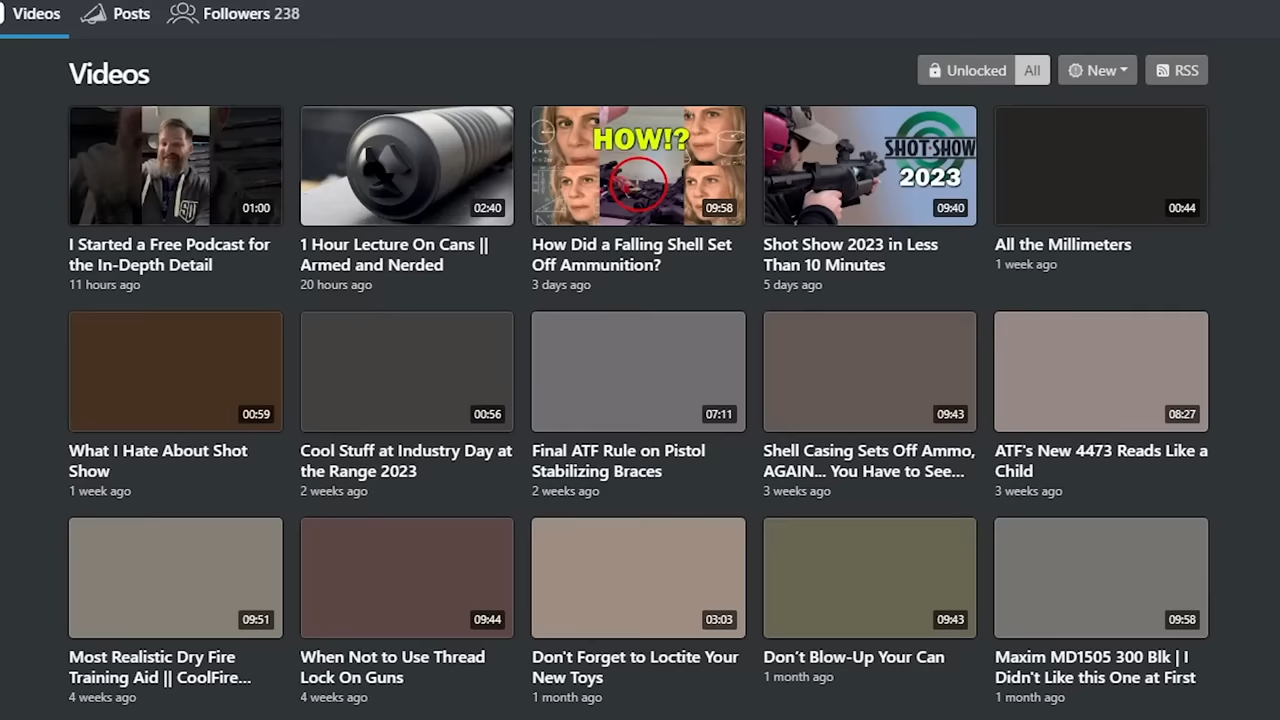 Videos
Posts
Followers 238
Videos
Unlocked
All
New
RSS
HOW!?
SHOT SHOW
2023
01:00
02:40
09:58
09:40
00:44
I Started a Free Podcast for
the In-Depth Detail
11 hours ago
1 Hour Lecture On Cans ||
Armed and Nerded
20 hours ago
How Did a Falling Shell Set
Off Ammunition?
3 days ago
Shot Show 2023 in Less
Than 10 Minutes
5 days ago
All the Millimeters
1 week ago
00:59
00:56
07:11
09:43
08:27
What I Hate About Shot
Show
1 week ago
Cool Stuff at Industry Day at
the Range 2023
2 weeks ago
Final ATF Rule on Pistol
Stabilizing Braces
2 weeks ago
Shell Casing Sets Off Ammo,
AGAIN... You Have to See...
3 weeks ago
ATF's New 4473 Reads Like a
Child
3 weeks ago
09:51
09:44
03:03
09:43
09:58
Most Realistic Dry Fire
Training Aid || CoolFire...
4 weeks ago
When Not to Use Thread
Lock On Guns
4 weeks ago
Don't Forget to Loctite Your
New Toys
1 month ago
Don’t Blow-Up Your Can
1 month ago
Maxim MD1505 300 Blk | I
Didn't Like this One at First
1 month ago